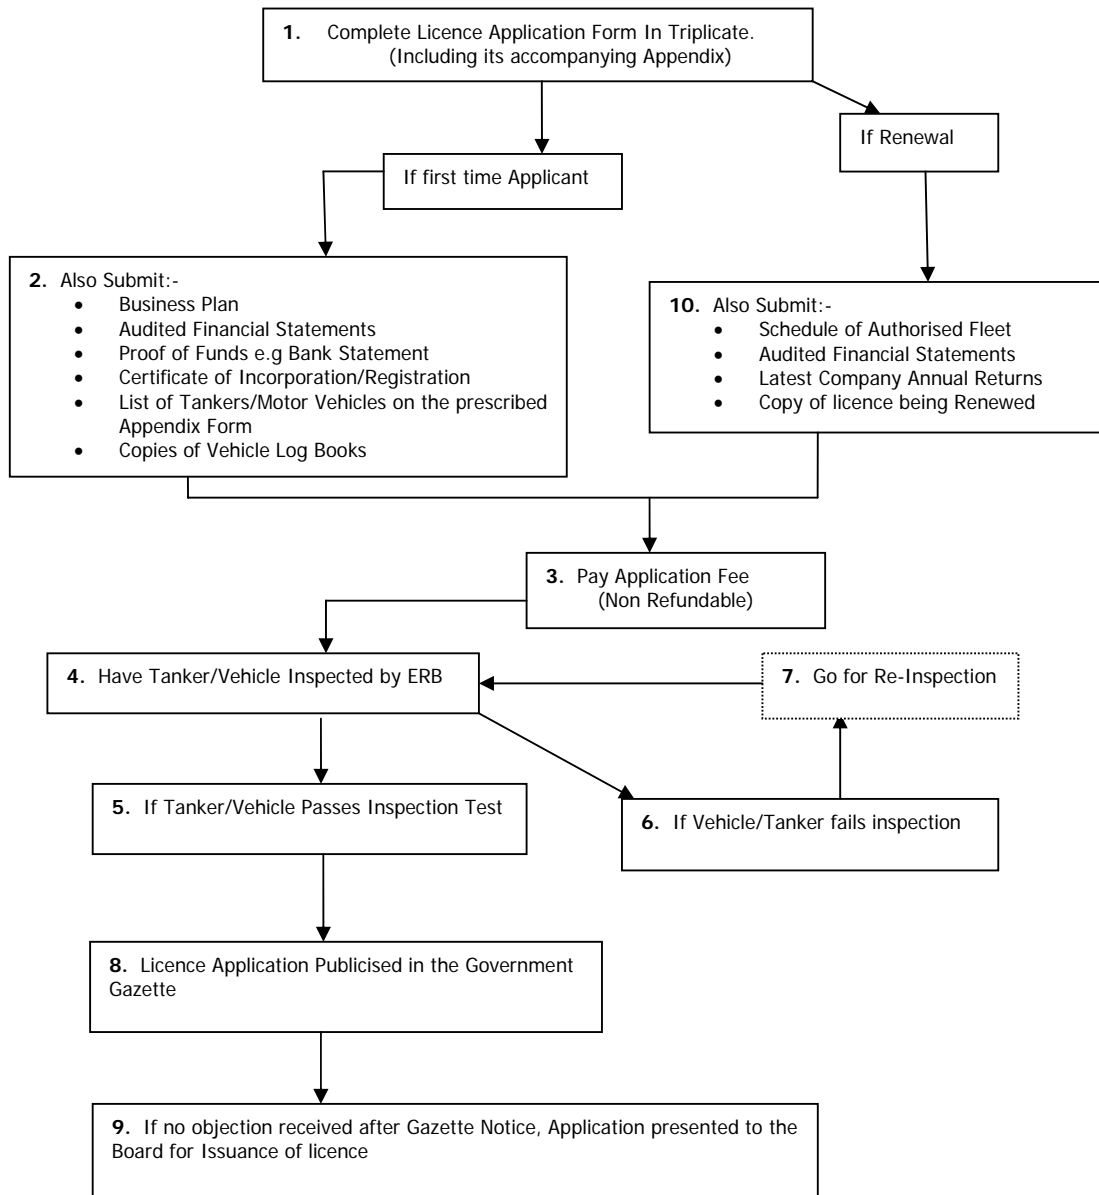 1. Complete Licence Application Form In Triplicate.
(Including its accompanying Appendix)
If Renewal
If first time Applicant
2. Also Submit:-
• Business Plan
• Audited Financial Statements
• Proof of Funds e.g Bank Statement
• Certificate of Incorporation/Registration
• List of Tankers/Motor Vehicles on the prescribed
Appendix Form
• Copies of Vehicle Log Books
10. Also Submit:-
• Schedule of Authorised Fleet
• Audited Financial Statements
• Latest Company Annual Returns
• Copy of licence being Renewed
3. Pay Application Fee
(Non Refundable)
4. Have Tanker/Vehicle Inspected by ERB
7. Go for Re-Inspection
5. If Tanker/Vehicle Passes Inspection Test
6. If Vehicle/Tanker fails inspection
8. Licence Application Publicised in the Government
Gazette
9. If no objection received after Gazette Notice, Application presented to the
Board for Issuance of licence